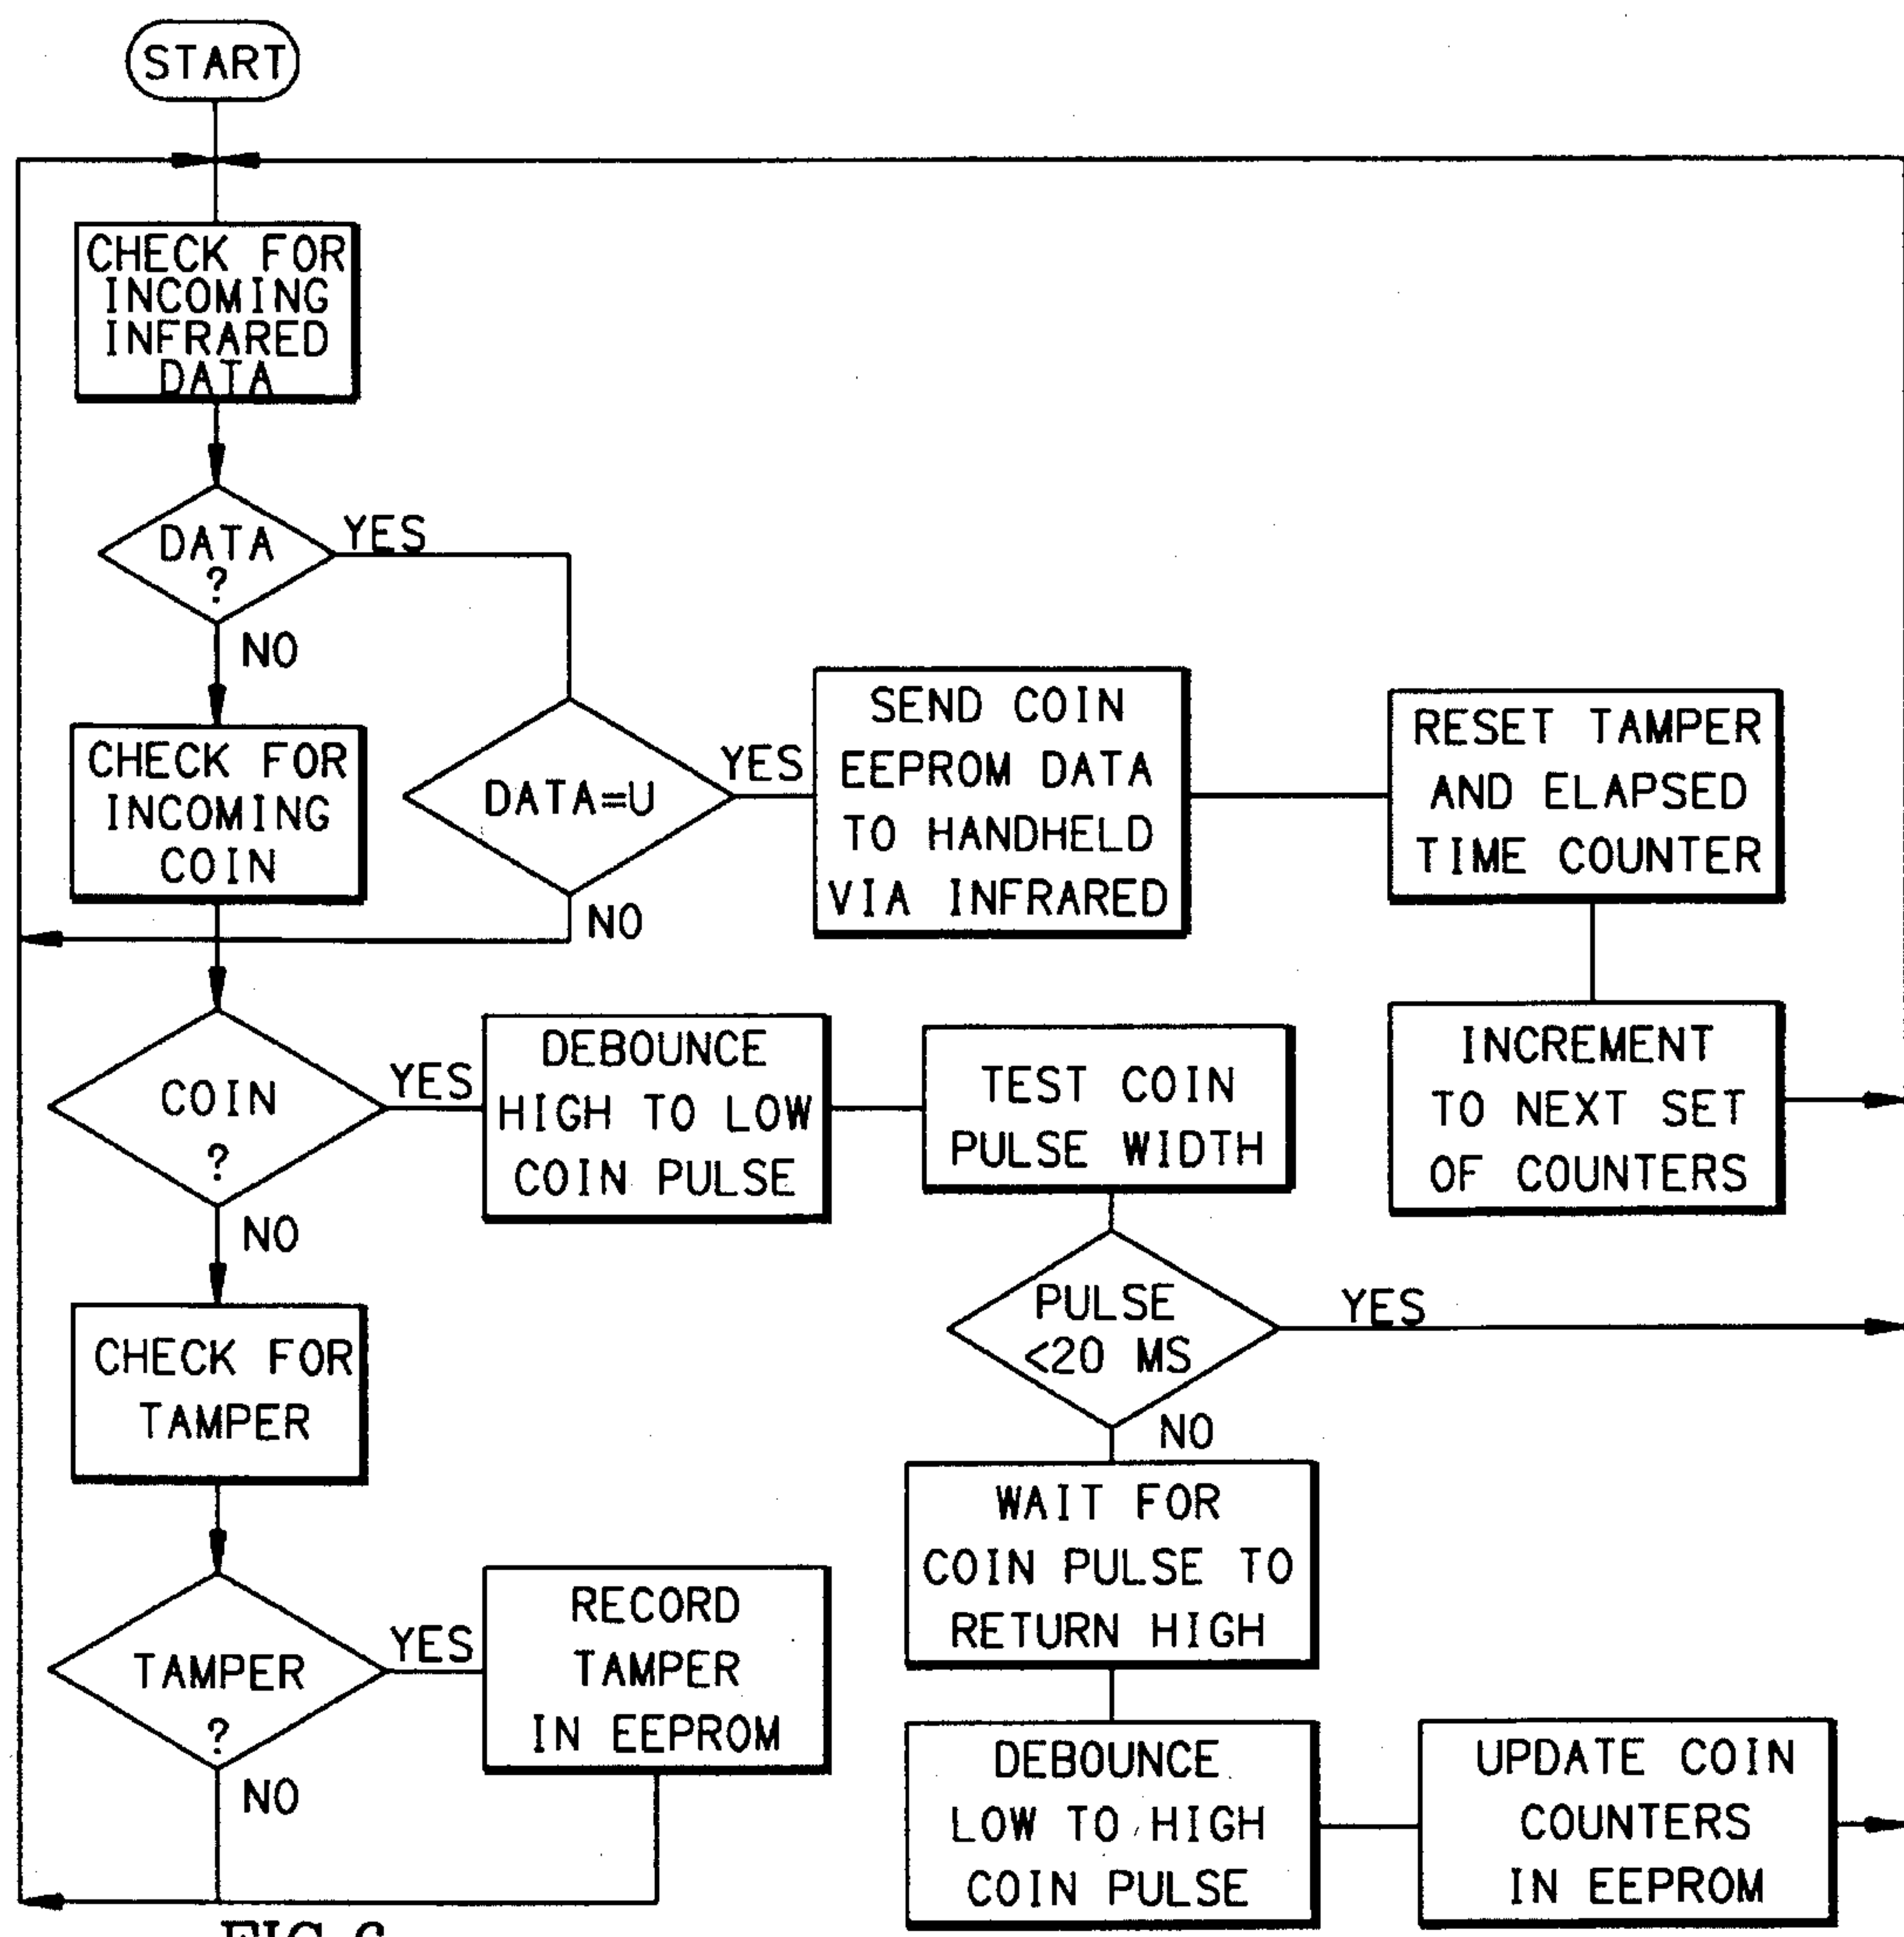 START
CHECK FOR
INCOMING
INFRARED
DATA
DATA
?
YES
NO
CHECK FOR
INCOMING
COIN
DATA=U
YES
NO
SEND COIN
EEPROM DATA
TO HANDHELD
VIA INFRARED
RESET TAMPER
AND ELAPSED
TIME COUNTER
INCREMENT
TO NEXT SET
OF COUNTERS
COIN
?
YES
NO
DEBOUNCE
HIGH TO LOW
COIN PULSE
TEST COIN
PULSE WIDTH
PULSE
<20 MS
YES
NO
CHECK FOR
TAMPER
WAIT FOR
COIN PULSE TO
RETURN HIGH
TAMPER
?
YES
NO
RECORD
TAMPER
IN EEPROM
DEBOUNCE
LOW TO HIGH
COIN PULSE
UPDATE COIN
COUNTERS
IN EEPROM
FIG.6